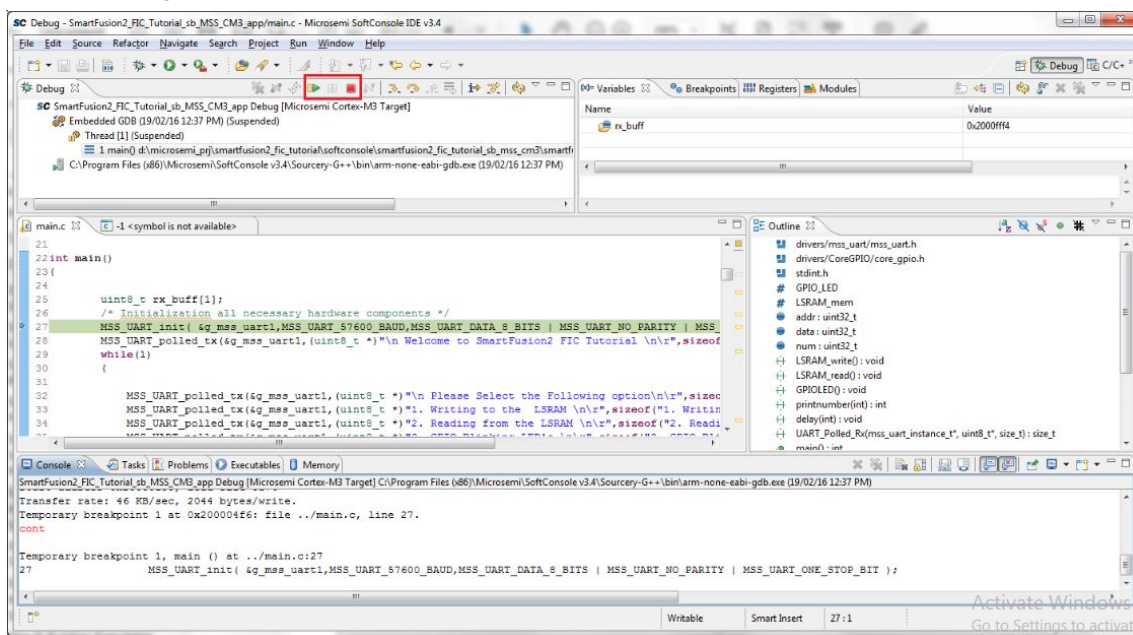 SC Debug - SmartFusion2_FIC_Tutorial_sb_MSS_CM3_app/main.c - Microsemi SoftConsole IDE v3.4
File Edit Source Refactor Navigate Search Project Run Window Help
Debug C/C+
Debug
SC SmartFusion2_FIC_Tutorial_sb_MSS_CM3_app Debug [Microsemi Cortex-M3 Target]
Embedded GDB (19/02/16 12:37 PM) (Suspended)
Thread [1] (Suspended)
1 main() d:\microsemi_prj\smartfusion2_fic_tutorial\softconsole\smartfusion2_fic_tutorial_sb_mss_cm3\smartf
C:\Program Files (x86)\Microsemi\SoftConsole v3.4\Sourcery-G++\bin\arm-none-eabi-gdb.exe (19/02/16 12:37 PM)
(x)= Variables Breakpoints Registers Modules
Name Value
rx_buff 0x2000fff4
main.c -1 <symbol is not available>
21
22 int main()
23 {
24
25 uint8_t rx_buff[1];
26 /* Initialization all necessary hardware components */
27 MSS_UART_init( &g_mss_uart1,MSS_UART_57600_BAUD,MSS_UART_DATA_8_BITS | MSS_UART_NO_PARITY | MSS_
28 MSS_UART_polled_tx(&g_mss_uart1,(uint8_t *)"\n Welcome to SmartFusion2 FIC Tutorial \n\r",sizeof
29 while(1)
30 {
31
32 MSS_UART_polled_tx(&g_mss_uart1,(uint8_t *)"\n Please Select the Following option\n\r",sizeo
33 MSS_UART_polled_tx(&g_mss_uart1,(uint8_t *)"1. Writing to the LSRAM \n\r",sizeof("1. Writin
34 MSS_UART_polled_tx(&g_mss_uart1,(uint8_t *)"2. Reading from the LSRAM \n\r",sizeof("2. Readi
Outline
drivers/mss_uart/mss_uart.h
drivers/CoreGPIO/core_gpio.h
stdint.h
# GPIO_LED
# LSRAM_mem
addr : uint32_t
data : uint32_t
num : uint32_t
LSRAM_write() : void
LSRAM_read() : void
GPIOLED() : void
printnumber(int) : int
delay(int) : void
UART_Polled_Rx(mss_uart_instance_t*, uint8_t*, size_t) : size_t
main() : int
Console Tasks Problems Executables Memory
SmartFusion2_FIC_Tutorial_sb_MSS_CM3_app Debug [Microsemi Cortex-M3 Target] C:\Program Files (x86)\Microsemi\SoftConsole v3.4\Sourcery-G++\bin\arm-none-eabi-gdb.exe (19/02/16 12:37 PM)
Transfer rate: 46 KB/sec, 2044 bytes/write.
Temporary breakpoint 1 at 0x200004f6: file ../main.c, line 27.
cont
Temporary breakpoint 1, main () at ../main.c:27
27 MSS_UART_init( &g_mss_uart1,MSS_UART_57600_BAUD,MSS_UART_DATA_8_BITS | MSS_UART_NO_PARITY | MSS_UART_ONE_STOP_BIT );
Activate Windows
Writable Smart Insert 27 : 1
Go to Settings to activat